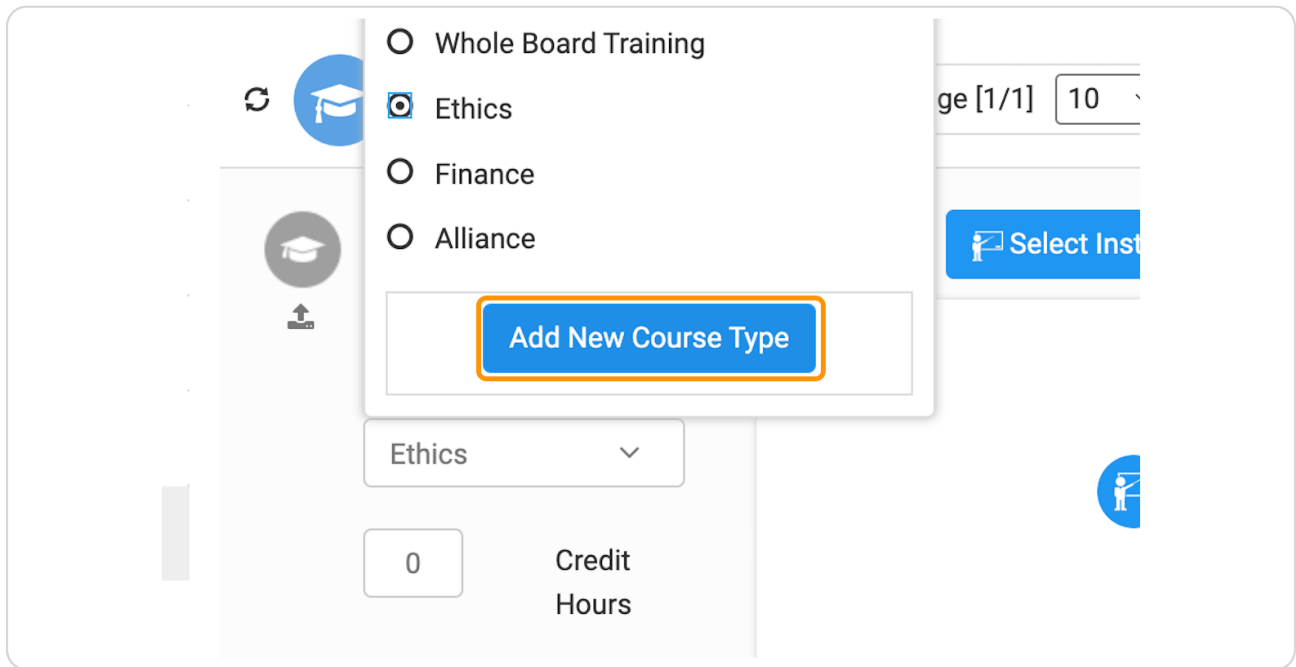 Whole Board Training
Ethics
ge [1/1] 10
Finance
Alliance
Select Inst
Add New Course Type
Ethics
0
Credit
Hours